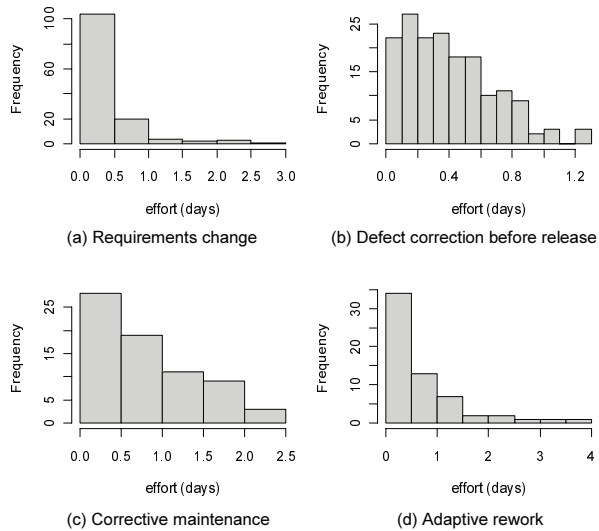 Frequency
100
60
20
0
0.0 0.5 1.0 1.5 2.0 2.5 3.0
effort (days)
(a) Requirements change
Frequency
25
15
5
0
0.0 0.4 0.8 1.2
effort (days)
(b) Defect correction before release
Frequency
25
15
5
0
0.0 0.5 1.0 1.5 2.0 2.5
effort (days)
(c) Corrective maintenance
Frequency
30
20
10
0
0 1 2 3 4
effort (days)
(d) Adaptive rework